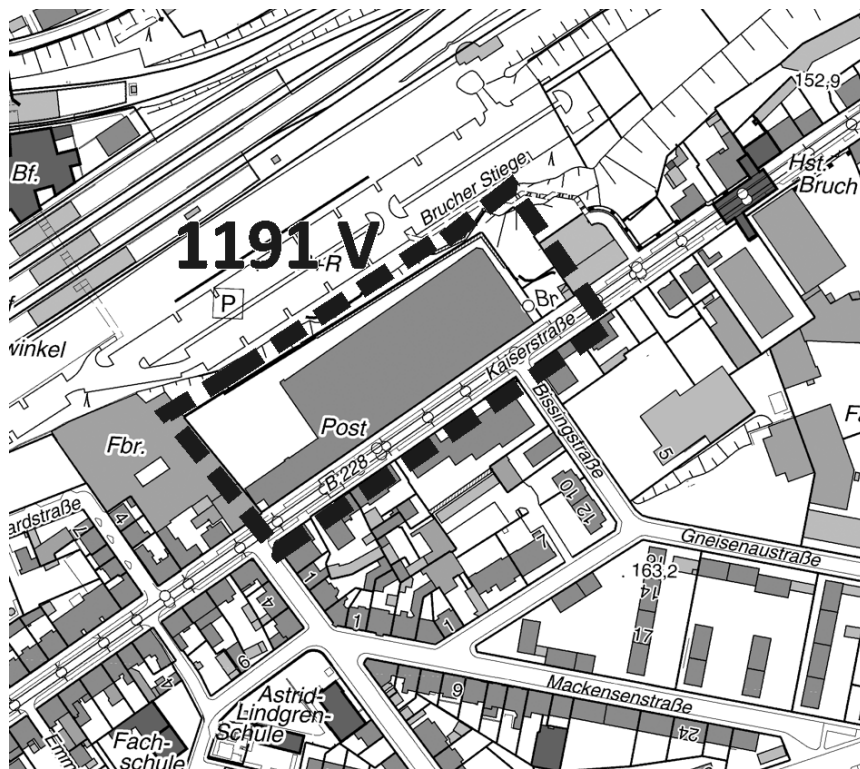 152,9
Bf.
Hst.
Bruch
Brucher Stiege
1191 V
R
P
Br
winkel
Kaiserstraße
Post
Fbr.
B 228
Bissingstraße
5
ardstraße
4
7
12 10
Gneisenaustraße
1
163,2
14
17
4
1
1
6
9
Mackensenstraße
4
Astrid-
Lindgren-
Schule
24
Fach-
schule